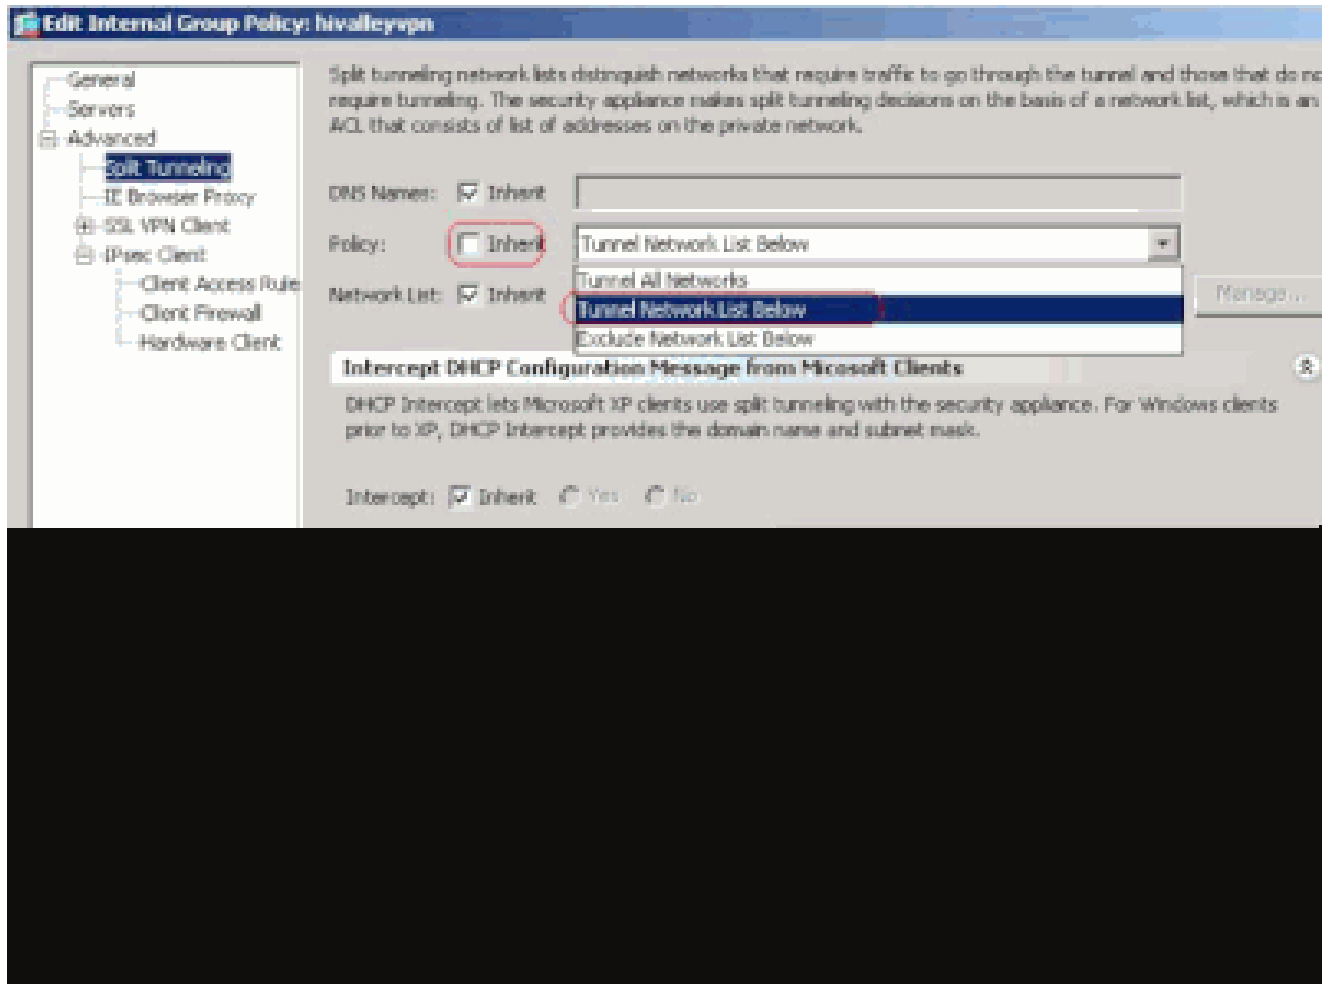 Edit Internal Group Policy: hivalleyvpn
General
Servers
Advanced
Split Tunneling
IE Browser Proxy
SSL VPN Client
IPsec Client
Client Access Rule
Client Firewall
Hardware Client
Split tunneling network lists distinguish networks that require traffic to go through the tunnel and those that do no
require tunneling. The security appliance makes split tunneling decisions on the basis of a network list, which is an
ACL that consists of list of addresses on the private network.
DNS Names: Inherit
Policy: Inherit Tunnel Network List Below
Tunnel All Networks
Network List: Inherit Manage...
Tunnel Network List Below
Exclude Network List Below
Intercept DHCP Configuration Message from Micosoft Clients
DHCP Intercept lets Microsoft XP clients use split tunneling with the security appliance. For Windows clients
prior to XP, DHCP Intercept provides the domain name and subnet mask.
Intercept: Inherit Yes No